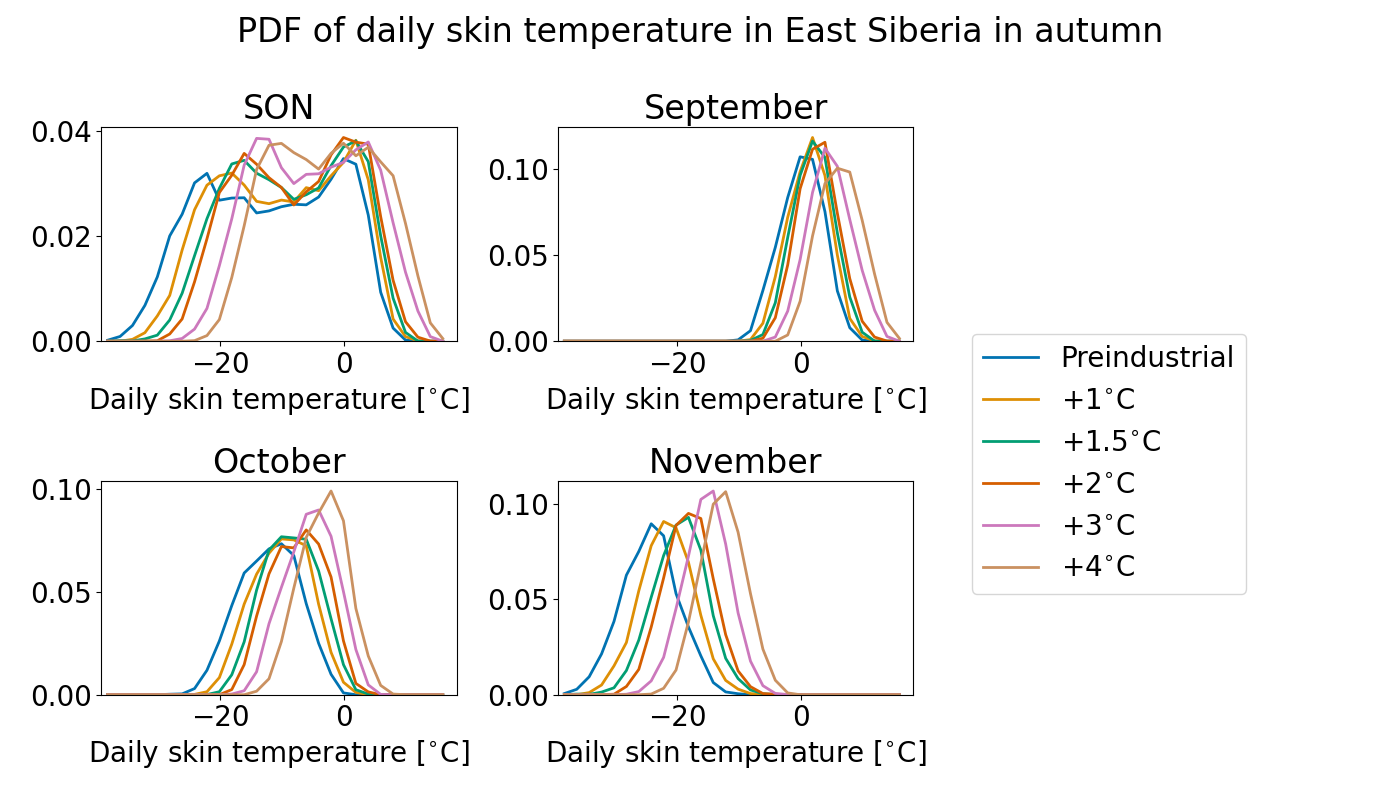 PDF of daily skin temperature in East Siberia in autumn
SON
0.04
0.02
0.00
−20 0
Daily skin temperature [°C]
September
0.10
0.05
0.00
−20 0
Daily skin temperature [°C]
October
0.10
0.05
0.00
−20 0
Daily skin temperature [°C]
November
0.10
0.05
0.00
−20 0
Daily skin temperature [°C]
Preindustrial
+1°C
+1.5°C
+2°C
+3°C
+4°C